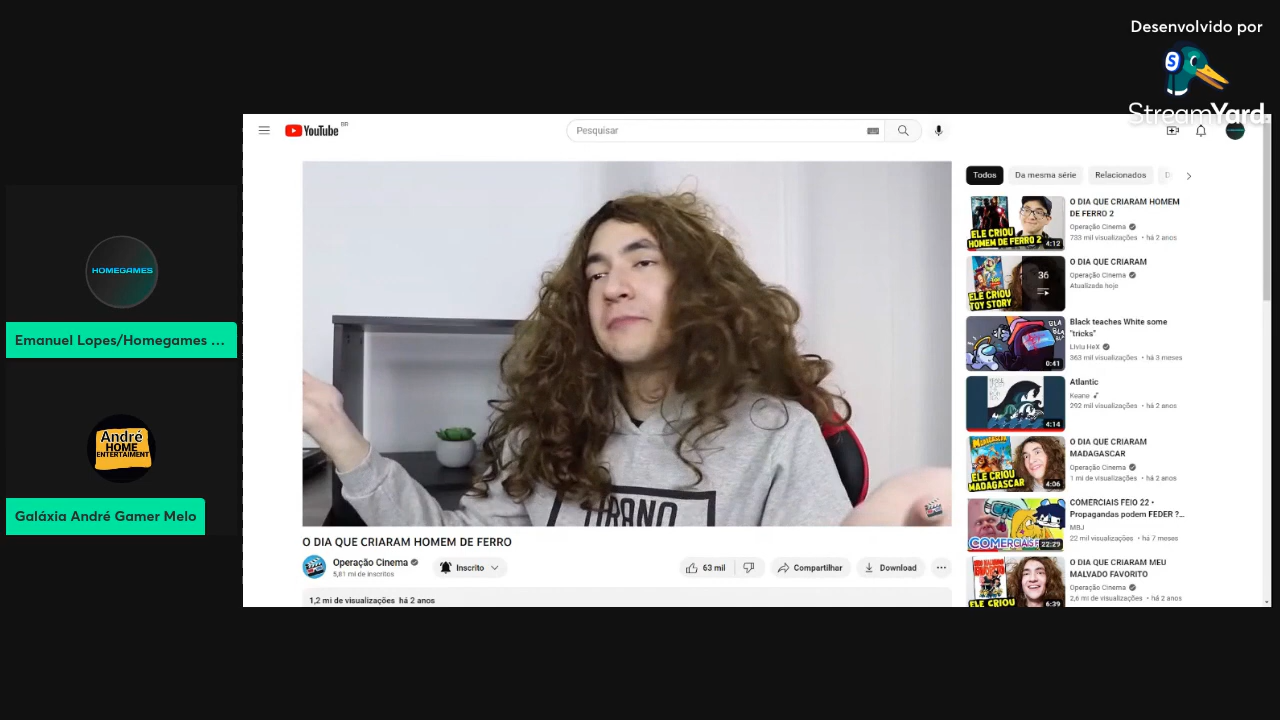 Desenvolvido por
StreamYard
YouTube BR
Pesquisar
HOMEGAMES
Emanuel Lopes/Homegames ...
André
HOME
ENTERTAIMENT
Galáxia André Gamer Melo
URBANO
O DIA QUE CRIARAM HOMEM DE FERRO
Operação Cinema
5,81 mi de inscritos
Inscrito
63 mil
Compartilhar
Download
1,2 mi de visualizações há 2 anos
Todos
Da mesma série
Relacionados
ELE CRIOU
HOMEM DE FERRO 2
4:12
O DIA QUE CRIARAM HOMEM
DE FERRO 2
Operação Cinema
733 mil visualizações • há 2 anos
ELE CRIOU
TOY STORY
36
O DIA QUE CRIARAM
Operação Cinema
Atualizada hoje
BLA
BLA
0:41
Black teaches White some
"tricks"
Liviu HeX
363 mil visualizações • há 3 meses
4:14
Atlantic
Keane
292 mil visualizações • há 2 anos
MADAGASCAR
ELE CRIOU
MADAGASCAR
4:06
O DIA QUE CRIARAM
MADAGASCAR
Operação Cinema
1 mi de visualizações • há 2 anos
COMERCIAIS
22:29
COMERCIAIS FEIO 22 •
Propagandas podem FEDER ?...
MBJ
22 mil visualizações • há 7 meses
ELE CRIOU
6:39
O DIA QUE CRIARAM MEU
MALVADO FAVORITO
Operação Cinema
2,6 mi de visualizações • há 2 anos